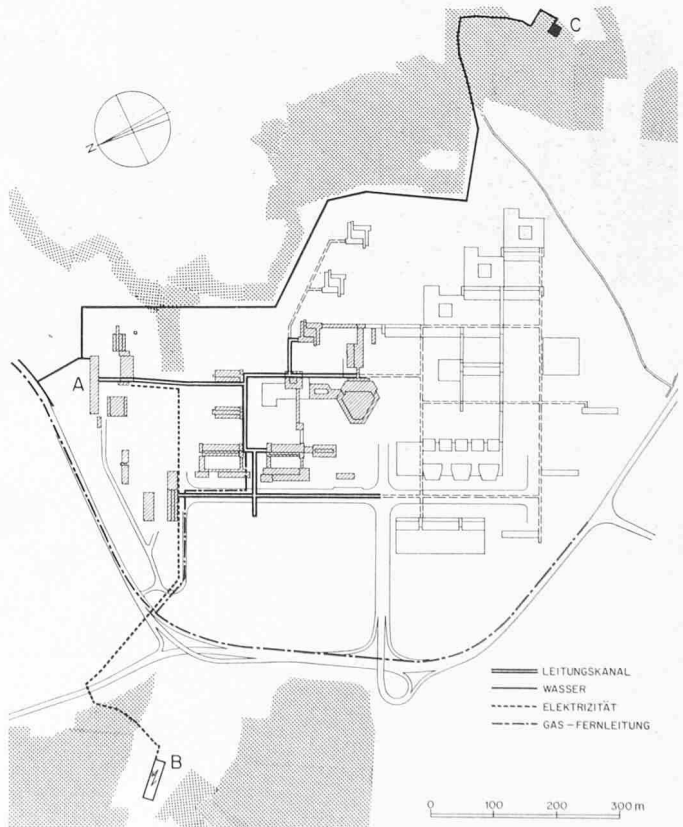 C
N
A
B
LEITUNGSKANAL
WASSER
ELEKTRIZITÄT
GAS – FERNLEITUNG
0 100 200 300 m